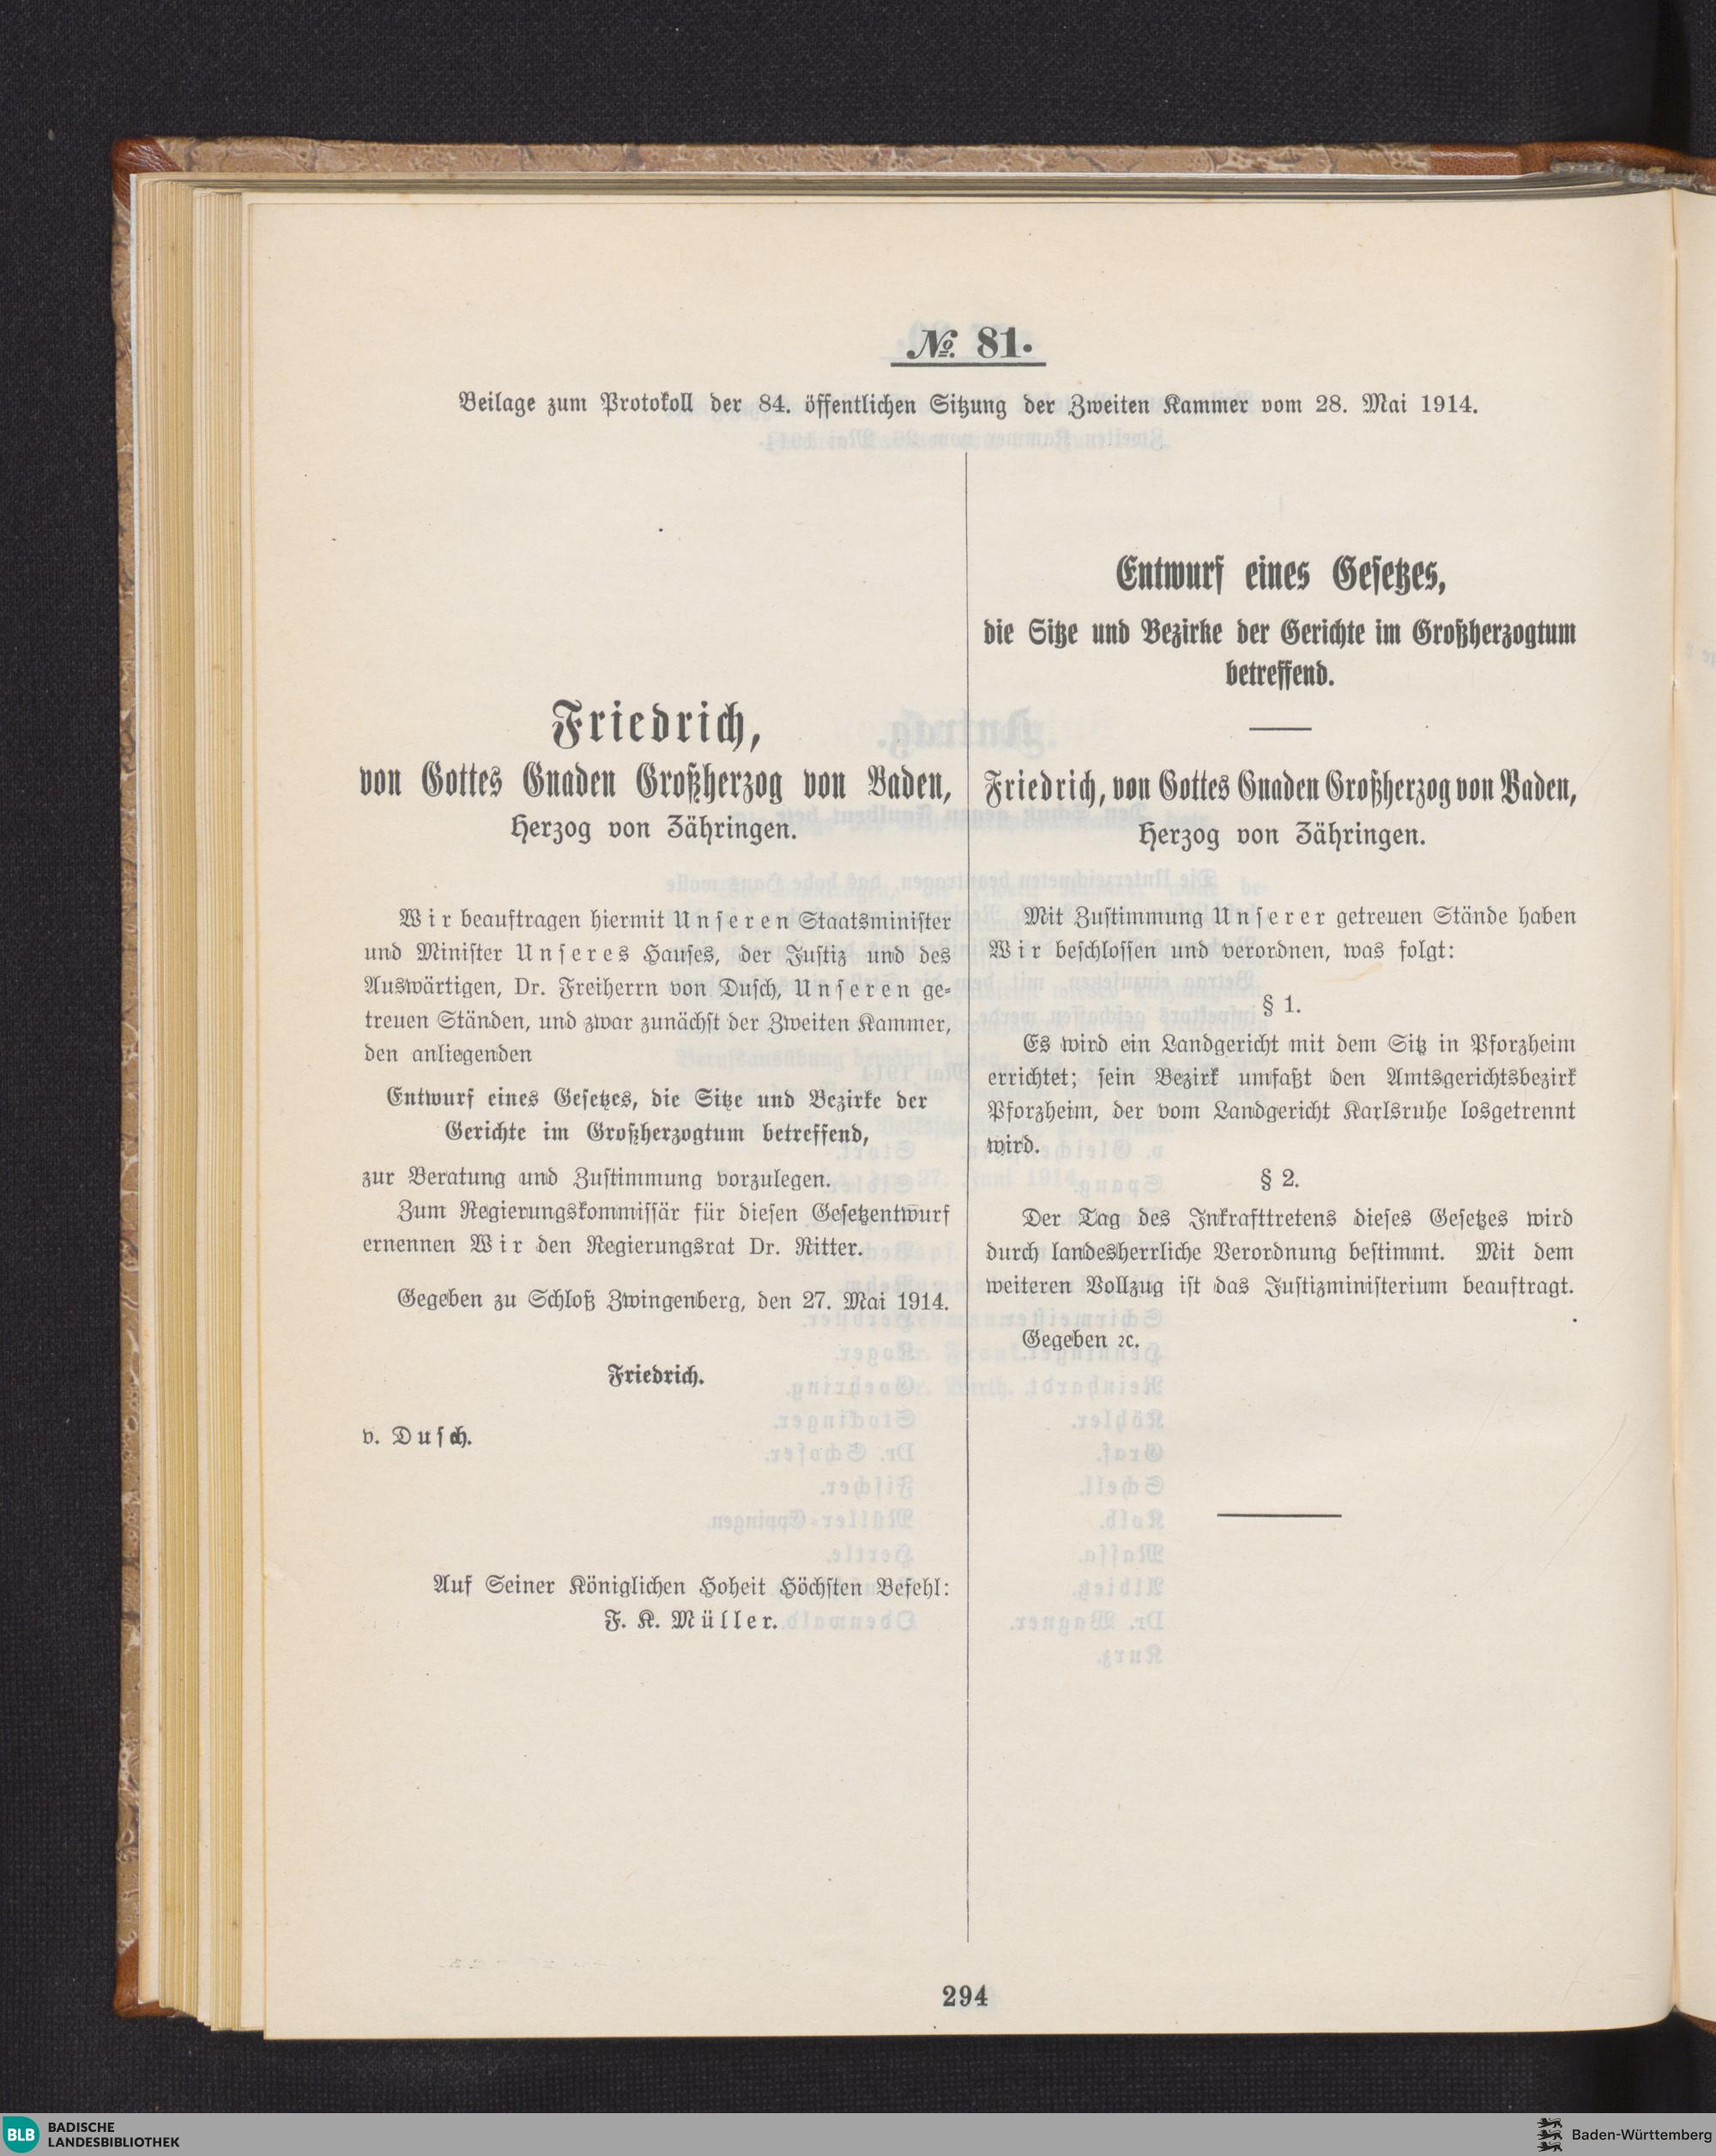 № 81.
Beilage zum Protokoll der 84. öffentlichen Sitzung der Zweiten Kammer vom 28. Mai 1914.
Friedrich,
von Gottes Gnaden Großherzog von Baden,
Herzog von Zähringen.
Wir beauftragen hiermit Unseren Staatsminister
und Minister Unseres Hauses, der Justiz und des
Auswärtigen, Dr. Freiherrn von Dusch, Unseren ge-
treuen Ständen, und zwar zunächst der Zweiten Kammer,
den anliegenden
Entwurf eines Gesetzes, die Sitze und Bezirke der
Gerichte im Großherzogtum betreffend,
zur Beratung und Zustimmung vorzulegen.
Zum Regierungskommissär für diesen Gesetzentwurf
ernennen Wir den Regierungsrat Dr. Ritter.
Gegeben zu Schloß Zwingenberg, den 27. Mai 1914.
Friedrich.
v. Dusch.
Auf Seiner Königlichen Hoheit Höchsten Befehl:
F. K. Müller.
Entwurf eines Gesetzes,
die Sitze und Bezirke der Gerichte im Großherzogtum
betreffend.
Friedrich, von Gottes Gnaden Großherzog von Baden,
Herzog von Zähringen.
Mit Zustimmung Unserer getreuen Stände haben
Wir beschlossen und verordnen, was folgt:
§ 1.
Es wird ein Landgericht mit dem Sitz in Pforzheim
errichtet; sein Bezirk umfaßt den Amtsgerichtsbezirk
Pforzheim, der vom Landgericht Karlsruhe losgetrennt
wird.
§ 2.
Der Tag des Inkrafttretens dieses Gesetzes wird
durch landesherrliche Verordnung bestimmt. Mit dem
weiteren Vollzug ist das Justizministerium beauftragt.
Gegeben ꝛc.
294
BLB BADISCHE
LANDESBIBLIOTHEK
Baden-Württemberg